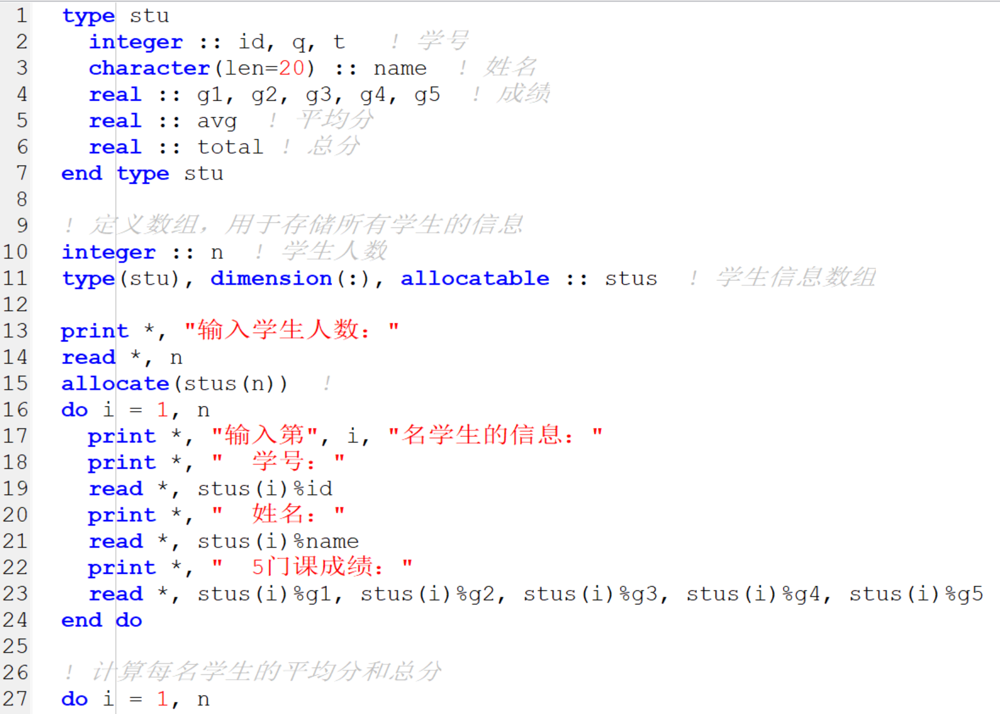 1 type stu
2 integer :: id, q, t ! 学号
3 character(len=20) :: name ! 姓名
4 real :: g1, g2, g3, g4, g5 ! 成绩
5 real :: avg ! 平均分
6 real :: total ! 总分
7 end type stu
8
9 ! 定义数组，用于存储所有学生的信息
10 integer :: n ! 学生人数
11 type(stu), dimension(:), allocatable :: stus ! 学生信息数组
12
13 print *, "输入学生人数："
14 read *, n
15 allocate(stus(n)) !
16 do i = 1, n
17 print *, "输入第", i, "名学生的信息："
18 print *, "  学号："
19 read *, stus(i)%id
20 print *, "  姓名："
21 read *, stus(i)%name
22 print *, "  5门课成绩："
23 read *, stus(i)%g1, stus(i)%g2, stus(i)%g3, stus(i)%g4, stus(i)%g5
24 end do
25
26 ! 计算每名学生的平均分和总分
27 do i = 1, n